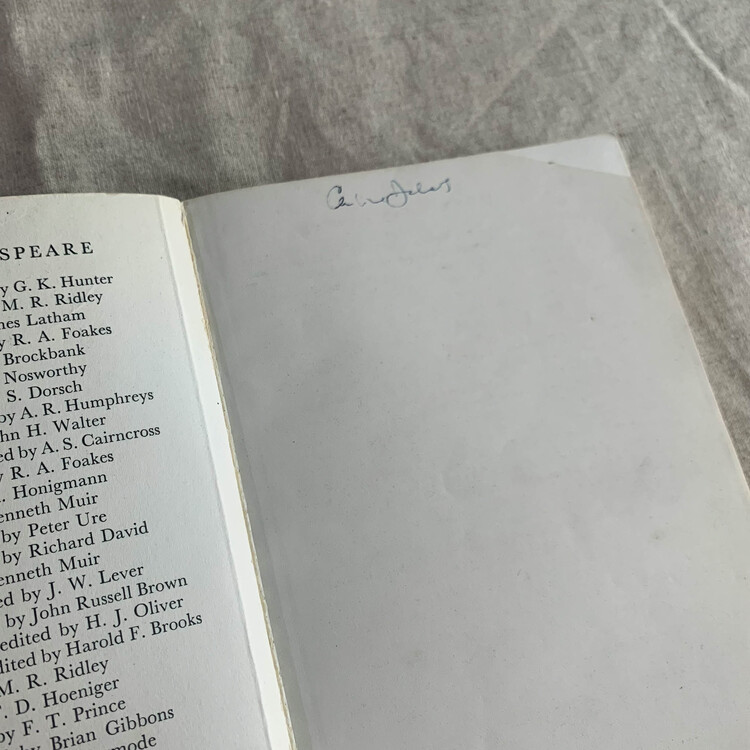 SPEARE
y G. K. Hunter
M. R. Ridley
nes Latham
y R. A. Foakes
Brockbank
Nosworthy
S. Dorsch
by A. R. Humphreys
hn H. Walter
ed by A. S. Cairncross
y R. A. Foakes
. Honigmann
enneth Muir
by Peter Ure
by Richard David
enneth Muir
ed by J. W. Lever
by John Russell Brown
edited by H. J. Oliver
lited by Harold F. Brooks
M. R. Ridley
. D. Hoeniger
by F. T. Prince
by Brian Gibbons
mode